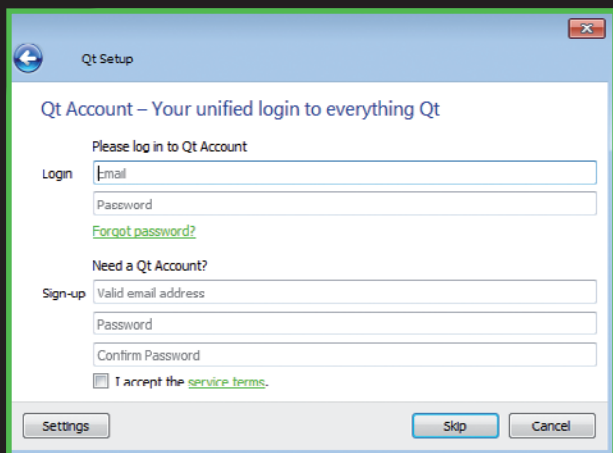 Qt Setup
Qt Account – Your unified login to everything Qt
Please log in to Qt Account
Login Email
Password
Forgot password?
Need a Qt Account?
Sign-up Valid email address
Password
Confirm Password
I accept the service terms.
Settings Skip Cancel